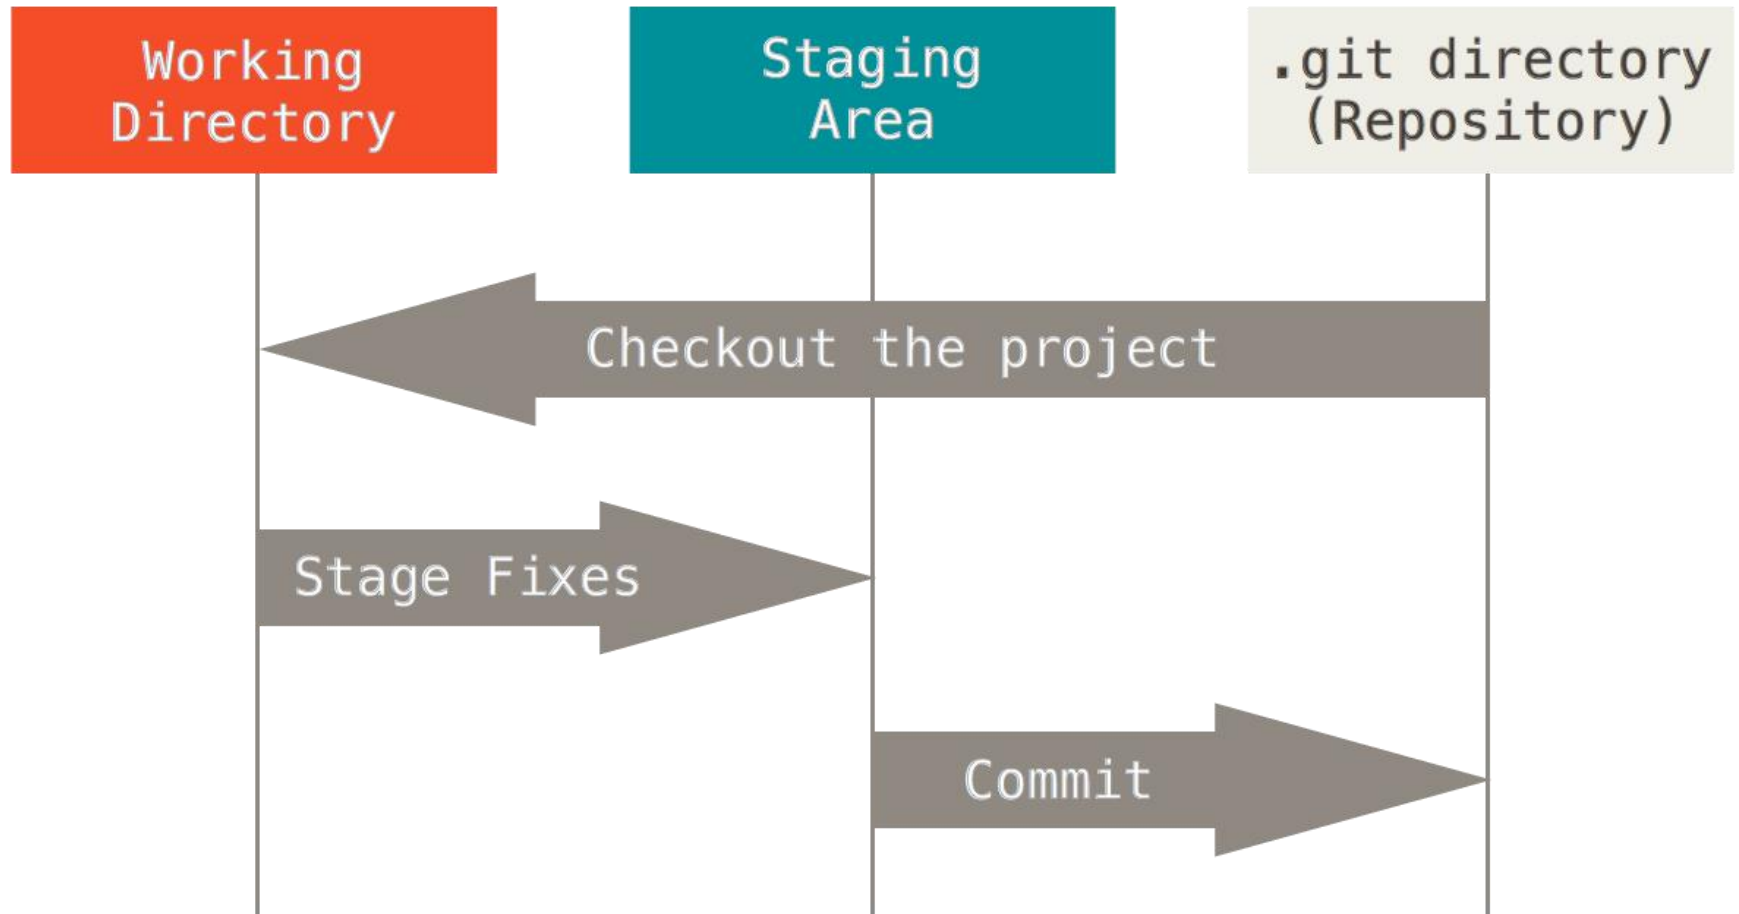 Working
Directory
Staging
Area
.git directory
(Repository)
Checkout the project
Stage Fixes
Commit